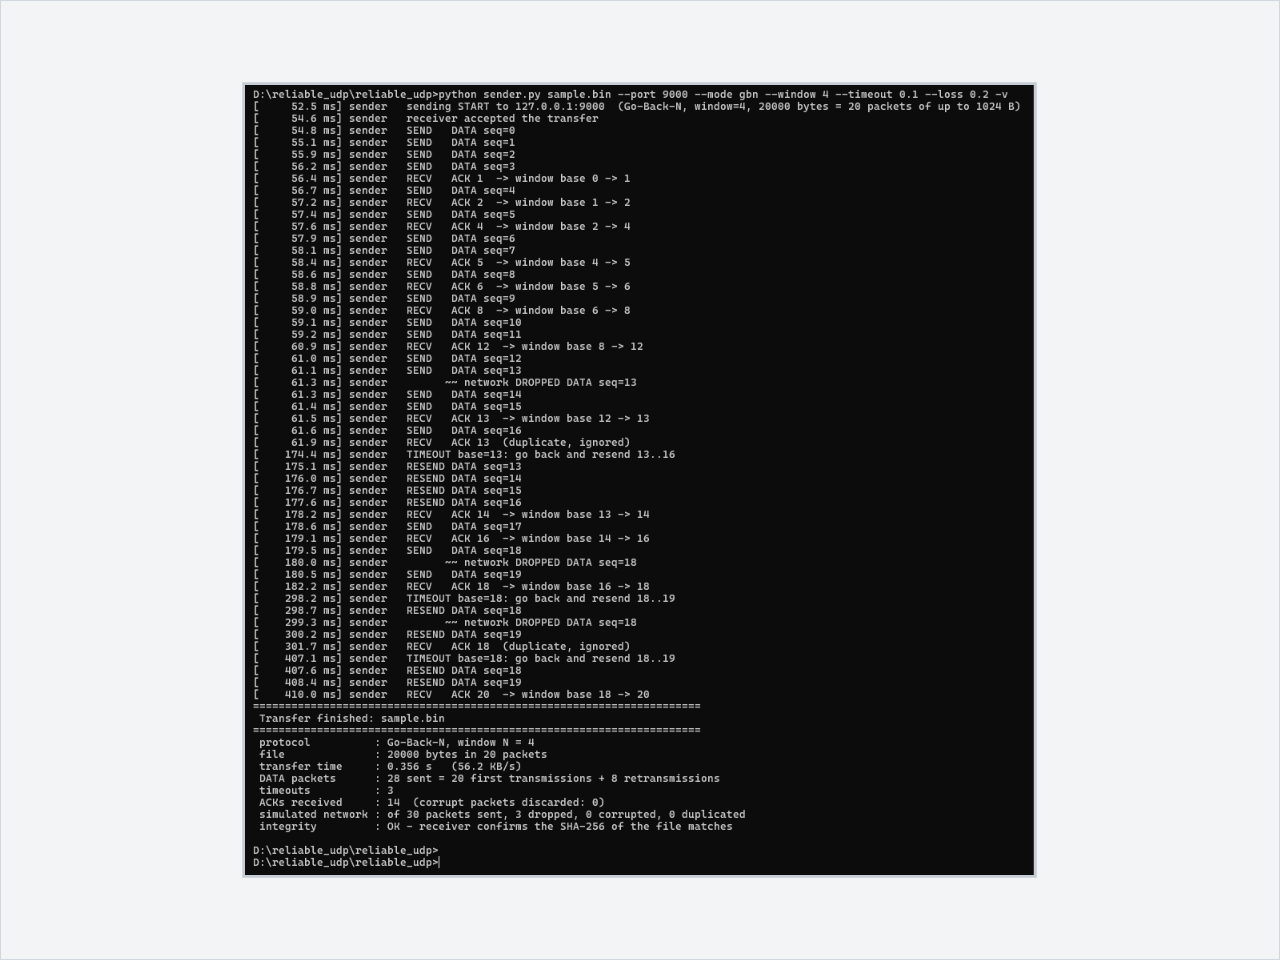 D:\reliable_udp\reliable_udp>python sender.py sample.bin --port 9000 --mode gbn --window 4 --timeout 0.1 --loss 0.2 -v
[     52.5 ms] sender   sending START to 127.0.0.1:9000  (Go-Back-N, window=4, 20000 bytes = 20 packets of up to 1024 B)
[     54.6 ms] sender   receiver accepted the transfer
[     54.8 ms] sender   SEND   DATA seq=0
[     55.1 ms] sender   SEND   DATA seq=1
[     55.9 ms] sender   SEND   DATA seq=2
[     56.2 ms] sender   SEND   DATA seq=3
[     56.4 ms] sender   RECV   ACK 1  -> window base 0 -> 1
[     56.7 ms] sender   SEND   DATA seq=4
[     57.2 ms] sender   RECV   ACK 2  -> window base 1 -> 2
[     57.4 ms] sender   SEND   DATA seq=5
[     57.6 ms] sender   RECV   ACK 4  -> window base 2 -> 4
[     57.9 ms] sender   SEND   DATA seq=6
[     58.1 ms] sender   SEND   DATA seq=7
[     58.4 ms] sender   RECV   ACK 5  -> window base 4 -> 5
[     58.6 ms] sender   SEND   DATA seq=8
[     58.8 ms] sender   RECV   ACK 6  -> window base 5 -> 6
[     58.9 ms] sender   SEND   DATA seq=9
[     59.0 ms] sender   RECV   ACK 8  -> window base 6 -> 8
[     59.1 ms] sender   SEND   DATA seq=10
[     59.2 ms] sender   SEND   DATA seq=11
[     60.9 ms] sender   RECV   ACK 12  -> window base 8 -> 12
[     61.0 ms] sender   SEND   DATA seq=12
[     61.1 ms] sender   SEND   DATA seq=13
[     61.3 ms] sender         ~~ network DROPPED DATA seq=13
[     61.3 ms] sender   SEND   DATA seq=14
[     61.4 ms] sender   SEND   DATA seq=15
[     61.5 ms] sender   RECV   ACK 13  -> window base 12 -> 13
[     61.6 ms] sender   SEND   DATA seq=16
[     61.9 ms] sender   RECV   ACK 13  (duplicate, ignored)
[    174.4 ms] sender   TIMEOUT base=13: go back and resend 13..16
[    175.1 ms] sender   RESEND DATA seq=13
[    176.0 ms] sender   RESEND DATA seq=14
[    176.7 ms] sender   RESEND DATA seq=15
[    177.6 ms] sender   RESEND DATA seq=16
[    178.2 ms] sender   RECV   ACK 14  -> window base 13 -> 14
[    178.6 ms] sender   SEND   DATA seq=17
[    179.1 ms] sender   RECV   ACK 16  -> window base 14 -> 16
[    179.5 ms] sender   SEND   DATA seq=18
[    180.0 ms] sender         ~~ network DROPPED DATA seq=18
[    180.5 ms] sender   SEND   DATA seq=19
[    182.2 ms] sender   RECV   ACK 18  -> window base 16 -> 18
[    298.2 ms] sender   TIMEOUT base=18: go back and resend 18..19
[    298.7 ms] sender   RESEND DATA seq=18
[    299.3 ms] sender         ~~ network DROPPED DATA seq=18
[    300.2 ms] sender   RESEND DATA seq=19
[    301.7 ms] sender   RECV   ACK 18  (duplicate, ignored)
[    407.1 ms] sender   TIMEOUT base=18: go back and resend 18..19
[    407.6 ms] sender   RESEND DATA seq=18
[    408.4 ms] sender   RESEND DATA seq=19
[    410.0 ms] sender   RECV   ACK 20  -> window base 18 -> 20
======================================================================
 Transfer finished: sample.bin
======================================================================
 protocol          : Go-Back-N, window N = 4
 file              : 20000 bytes in 20 packets
 transfer time     : 0.356 s   (56.2 KB/s)
 DATA packets      : 28 sent = 20 first transmissions + 8 retransmissions
 timeouts          : 3
 ACKs received     : 14  (corrupt packets discarded: 0)
 simulated network : of 30 packets sent, 3 dropped, 0 corrupted, 0 duplicated
 integrity         : OK - receiver confirms the SHA-256 of the file matches
D:\reliable_udp\reliable_udp>
D:\reliable_udp\reliable_udp>